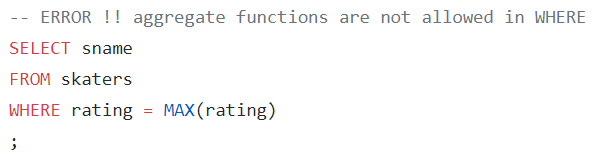 -- ERROR !! aggregate functions are not allowed in WHERE
SELECT sname
FROM skaters
WHERE rating = MAX(rating)
;